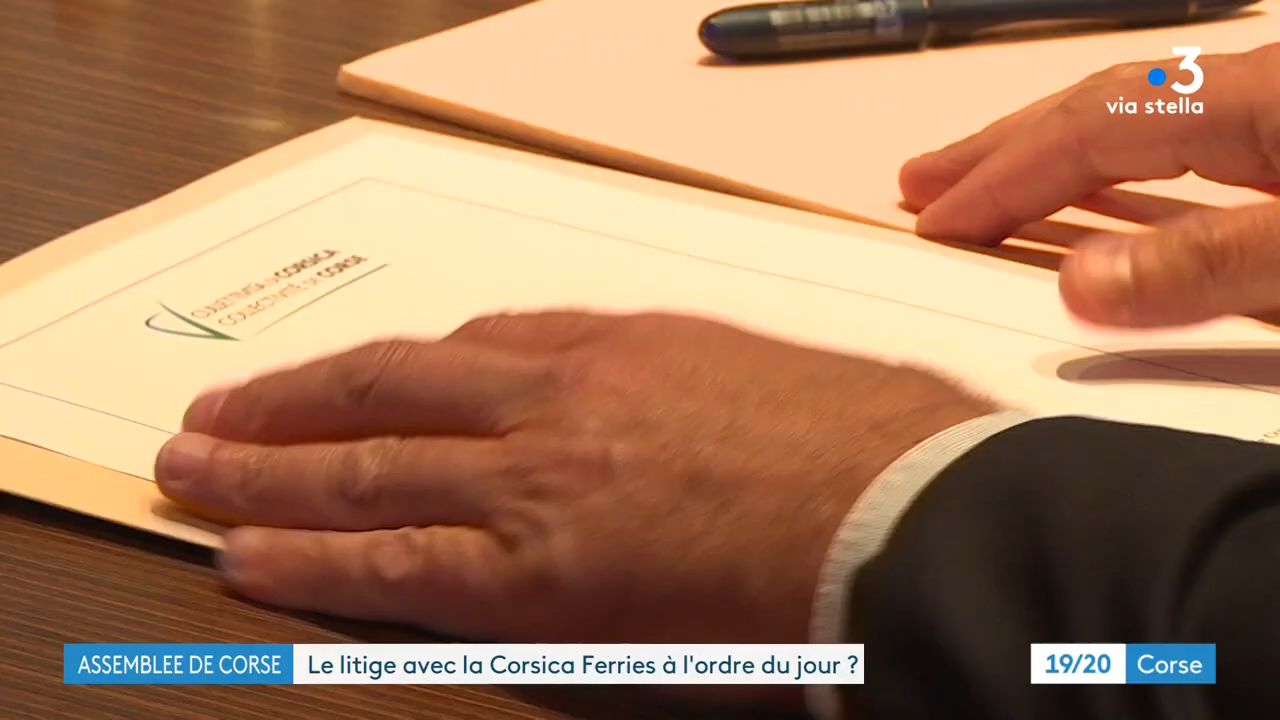 3
via stella
CULLETTIVITÀ DI CORSICA
COLLECTIVITÉ DE CORSE
ASSEMBLEE DE CORSE
Le litige avec la Corsica Ferries à l'ordre du jour ?
19/20
Corse